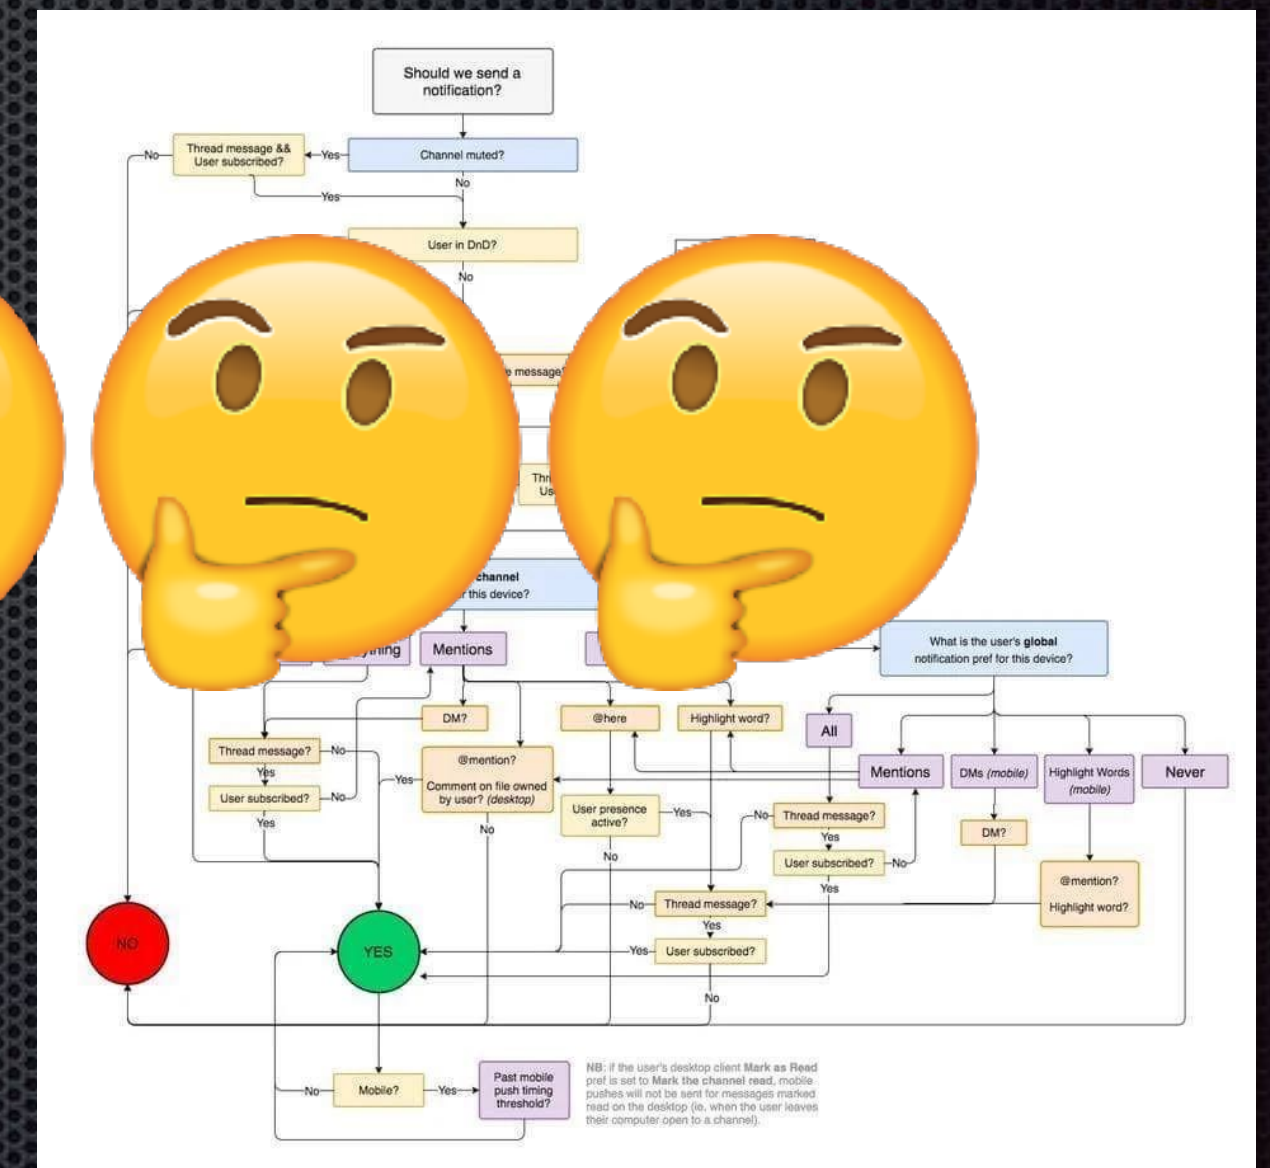 Should we send a
notification?
Thread message &&
User subscribed?
No
Yes
Channel muted?
No
Yes
User in DnD?
No
message
channel
this device?
Mentions
What is the user's global
notification pref for this device?
DM?
@here
Highlight word?
All
Thread message?
No
Yes
User subscribed?
No
Yes
Yes
@mention?
Comment on file owned
by user? (desktop)
No
User presence
active?
Yes
No
Mentions
DMs (mobile)
Highlight Words
(mobile)
Never
No
Thread message?
Yes
User subscribed?
No
Yes
DM?
@mention?
Highlight word?
No
Thread message?
Yes
Yes
User subscribed?
No
NO
YES
No
Mobile?
Yes
Past mobile
push timing
threshold?
NB: if the user's desktop client Mark as Read
pref is set to Mark the channel read, mobile
pushes will not be sent for messages marked
read on the desktop (ie. when the user leaves
their computer open to a channel).